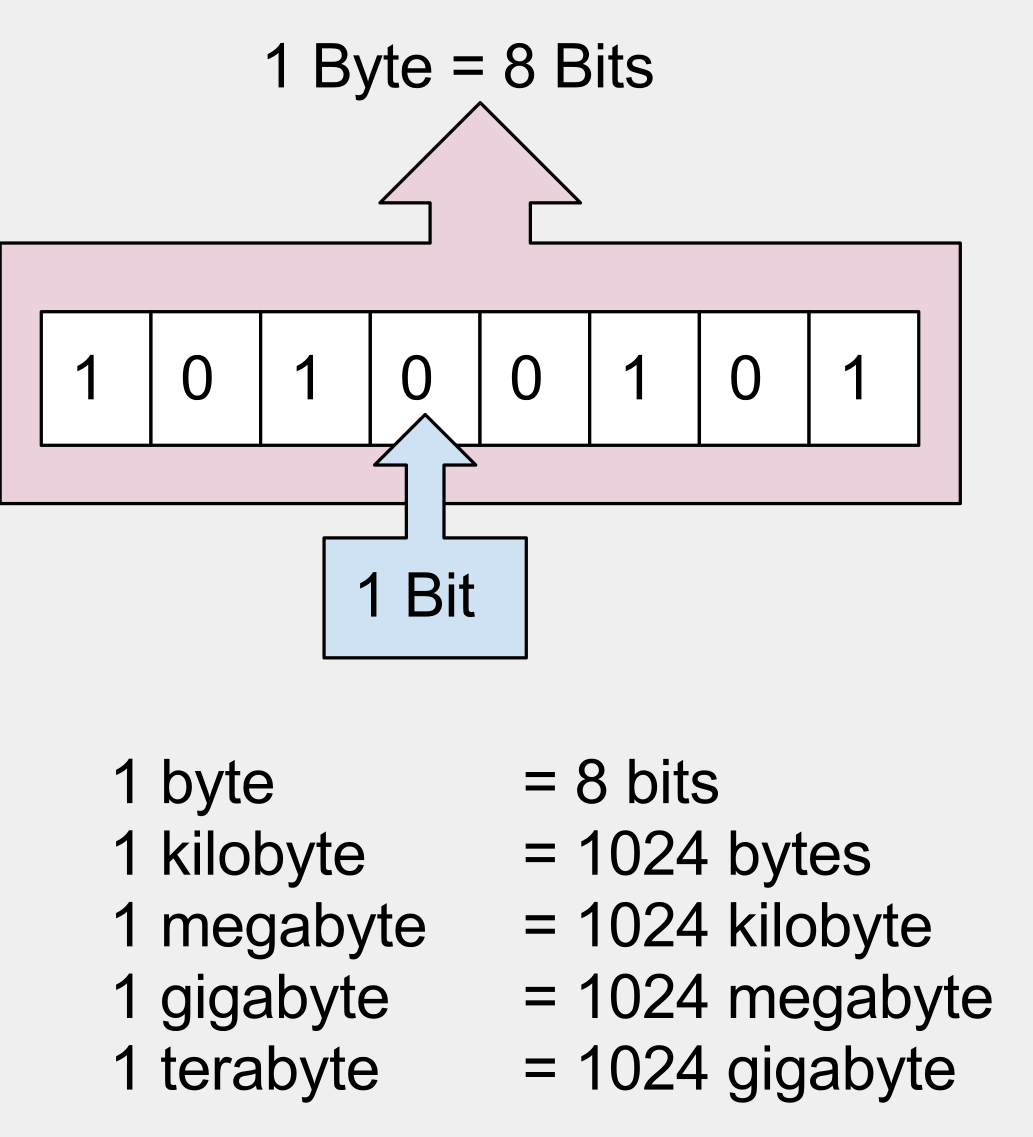 1 Byte = 8 Bits
1 0 1 0 0 1 0 1
1 Bit
1 byte = 8 bits
1 kilobyte = 1024 bytes
1 megabyte = 1024 kilobyte
1 gigabyte = 1024 megabyte
1 terabyte = 1024 gigabyte